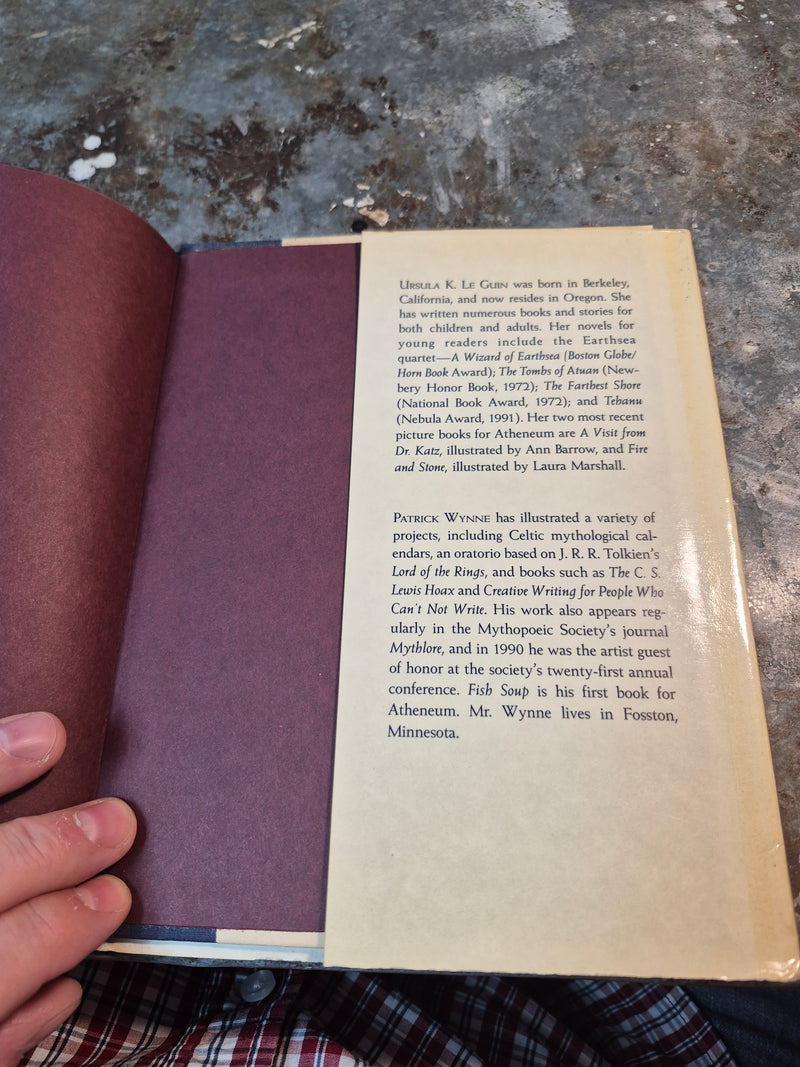 URSULA K. LE GUIN was born in Berkeley,
California, and now resides in Oregon. She
has written numerous books and stories for
both children and adults. Her novels for
young readers include the Earthsea
quartet—A Wizard of Earthsea (Boston Globe/
Horn Book Award); The Tombs of Atuan (New-
bery Honor Book, 1972); The Farthest Shore
(National Book Award, 1972); and Tehanu
(Nebula Award, 1991). Her two most recent
picture books for Atheneum are A Visit from
Dr. Katz, illustrated by Ann Barrow, and Fire
and Stone, illustrated by Laura Marshall.
PATRICK WYNNE has illustrated a variety of
projects, including Celtic mythological cal-
endars, an oratorio based on J. R. R. Tolkien's
Lord of the Rings, and books such as The C. S.
Lewis Hoax and Creative Writing for People Who
Can't Not Write. His work also appears reg-
ularly in the Mythopoeic Society's journal
Mythlore, and in 1990 he was the artist guest
of honor at the society's twenty-first annual
conference. Fish Soup is his first book for
Atheneum. Mr. Wynne lives in Fosston,
Minnesota.